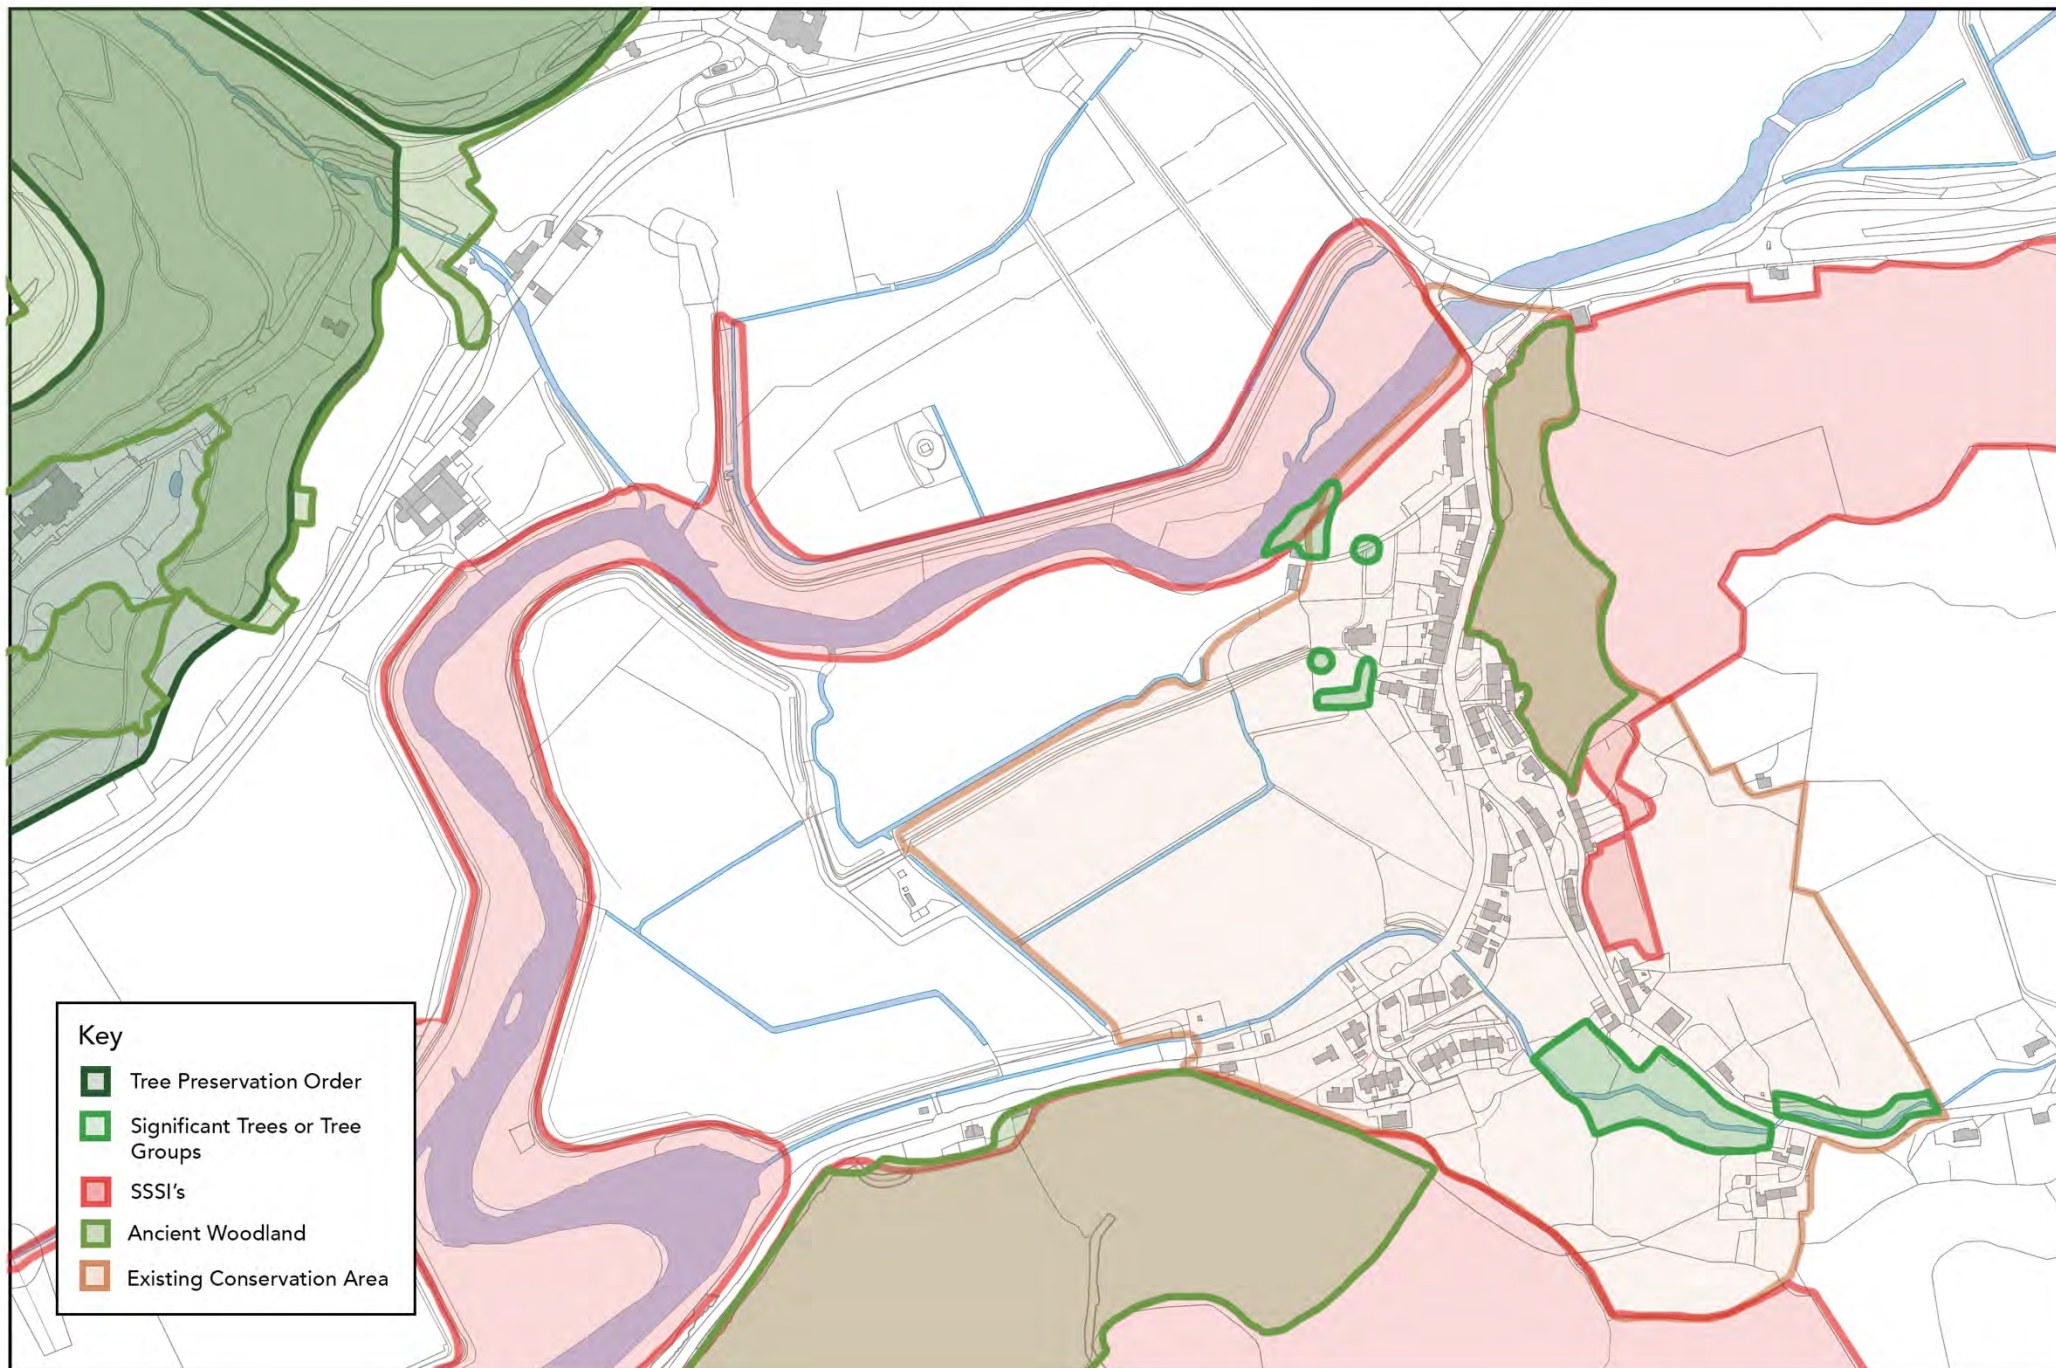 Key
Tree Preservation Order
Significant Trees or Tree
Groups
SSSI's
Ancient Woodland
Existing Conservation Area